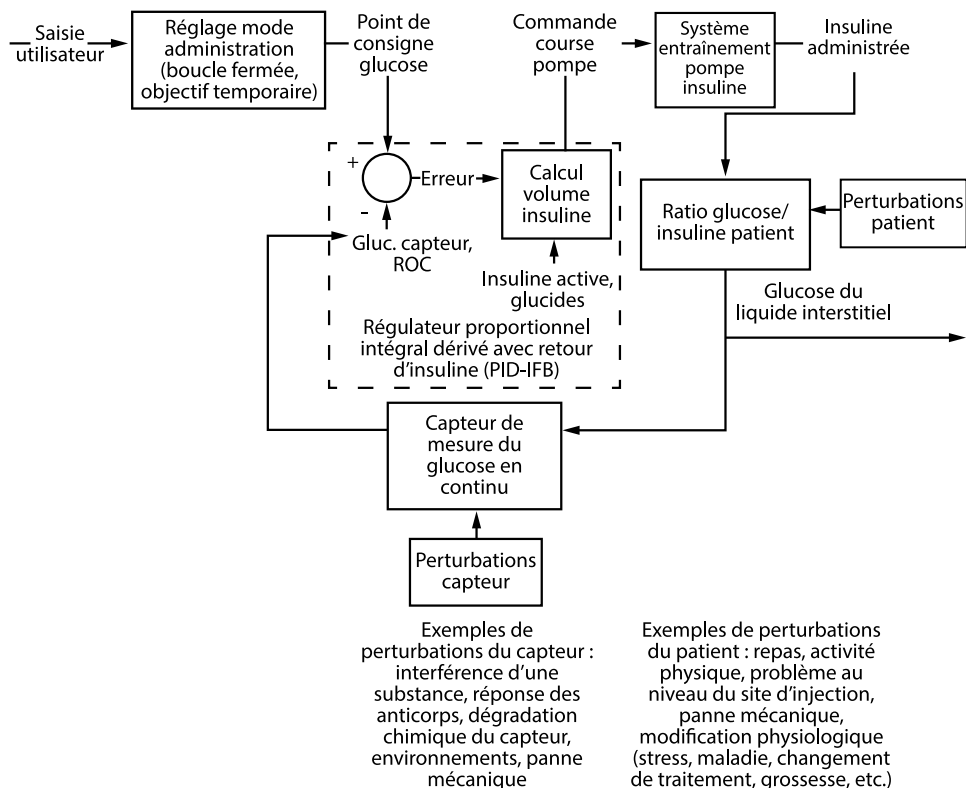 Saisie
utilisateur
Réglage mode
administration
(boucle fermée,
objectif temporaire)
Point de
consigne
glucose
Commande
course
pompe
Système
entraînement
pompe
insuline
Insuline
administrée
+
-
Erreur
Calcul
volume
insuline
Gluc. capteur,
ROC
Insuline active,
glucides
Régulateur proportionnel
intégral dérivé avec retour
d’insuline (PID-IFB)
Ratio glucose/
insuline patient
Perturbations
patient
Glucose du
liquide interstitiel
Capteur de
mesure du
glucose en
continu
Perturbations
capteur
Exemples de
perturbations du capteur :
interférence d’une
substance, réponse des
anticorps, dégradation
chimique du capteur,
environnements, panne
mécanique
Exemples de perturbations
du patient : repas, activité
physique, problème au
niveau du site d’injection,
panne mécanique,
modification physiologique
(stress, maladie, changement
de traitement, grossesse, etc.)